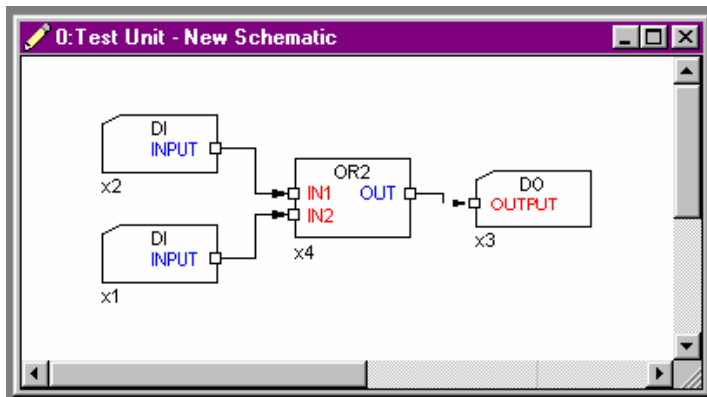 0:Test Unit - New Schematic
DI
INPUT
x2
DI
INPUT
x1
OR2
IN1 OUT
IN2
x4
DO
OUTPUT
x3